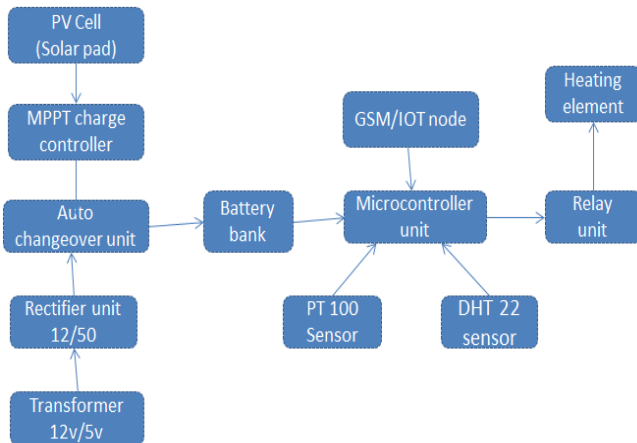 PV Cell
(Solar pad)
MPPT charge
controller
Auto
changeover unit
Rectifier unit
12/50
Transformer
12v/5v
Battery
bank
GSM/IOT node
Microcontroller
unit
PT 100
Sensor
DHT 22
sensor
Heating
element
Relay
unit